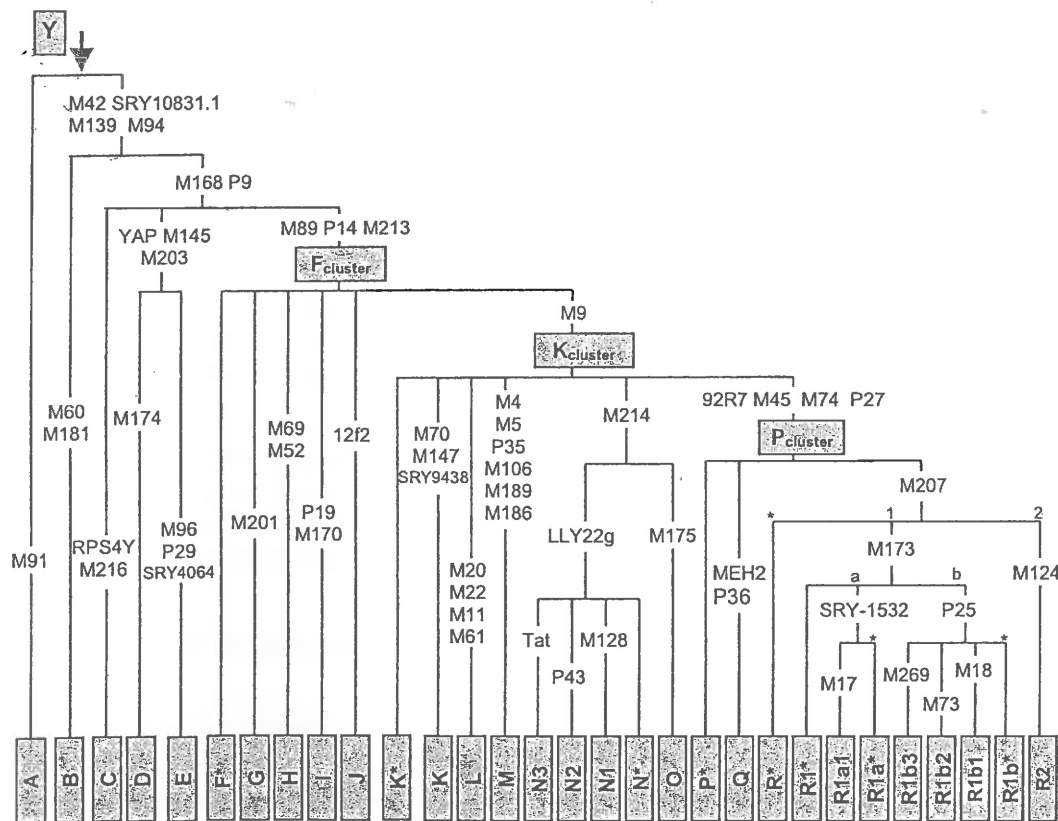 Y
M42 SRY10831.1
M139 M94
M168 P9
YAP M145
M203
M89 P14 M213
Fcluster
M9
Kcluster
92R7 M45 M74 P27
Pcluster
M60
M181
M174
M69
M52
12f2
M70
M147
SRY9438
M4
M5
P35
M106
M189
M186
M214
M207
* 1 2
M91
RPS4Y
M216
M96
P29
SRY4064
M201
P19
M170
M20
M22
M11
M61
LLY22g
M175
MEH2
P36
M173
M124
a b
SRY-1532
P25
Tat
M128
P43
* *
M17
M269
M18
M73
A B C D E F* G H I J K* K L M N3 N2 N1 N* O P* Q R* R1* R1a1 R1a* R1b3 R1b2 R1b1 R1b* R2